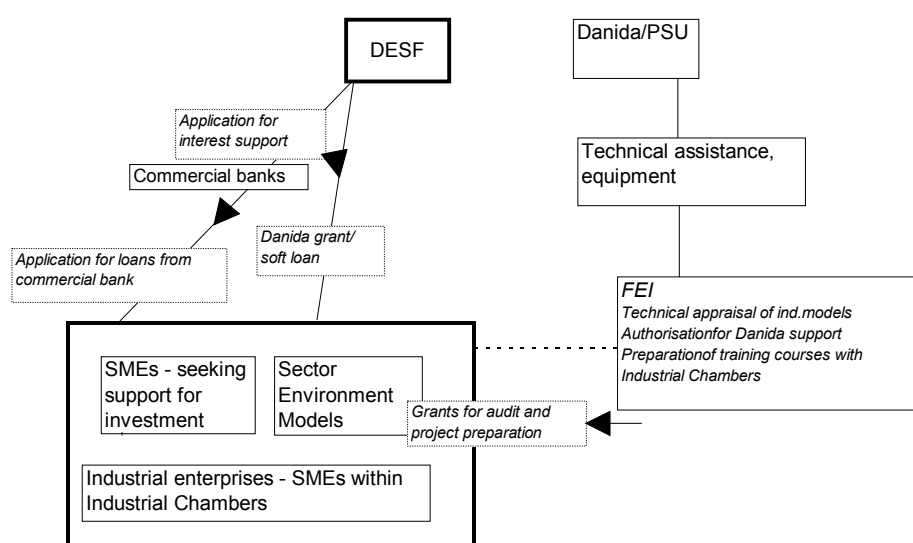 DESF
Danida/PSU
Application for
interest support
Commercial banks
Technical assistance,
equipment
Danida grant/
soft loan
Application for loans from
commercial bank
FEI
Technical appraisal of ind.models
Authorisationfor Danida support
Preparationof training courses with
Industrial Chambers
SMEs - seeking
support for
investment
Sector
Environment
Models
Grants for audit and
project preparation
Industrial enterprises - SMEs within
Industrial Chambers